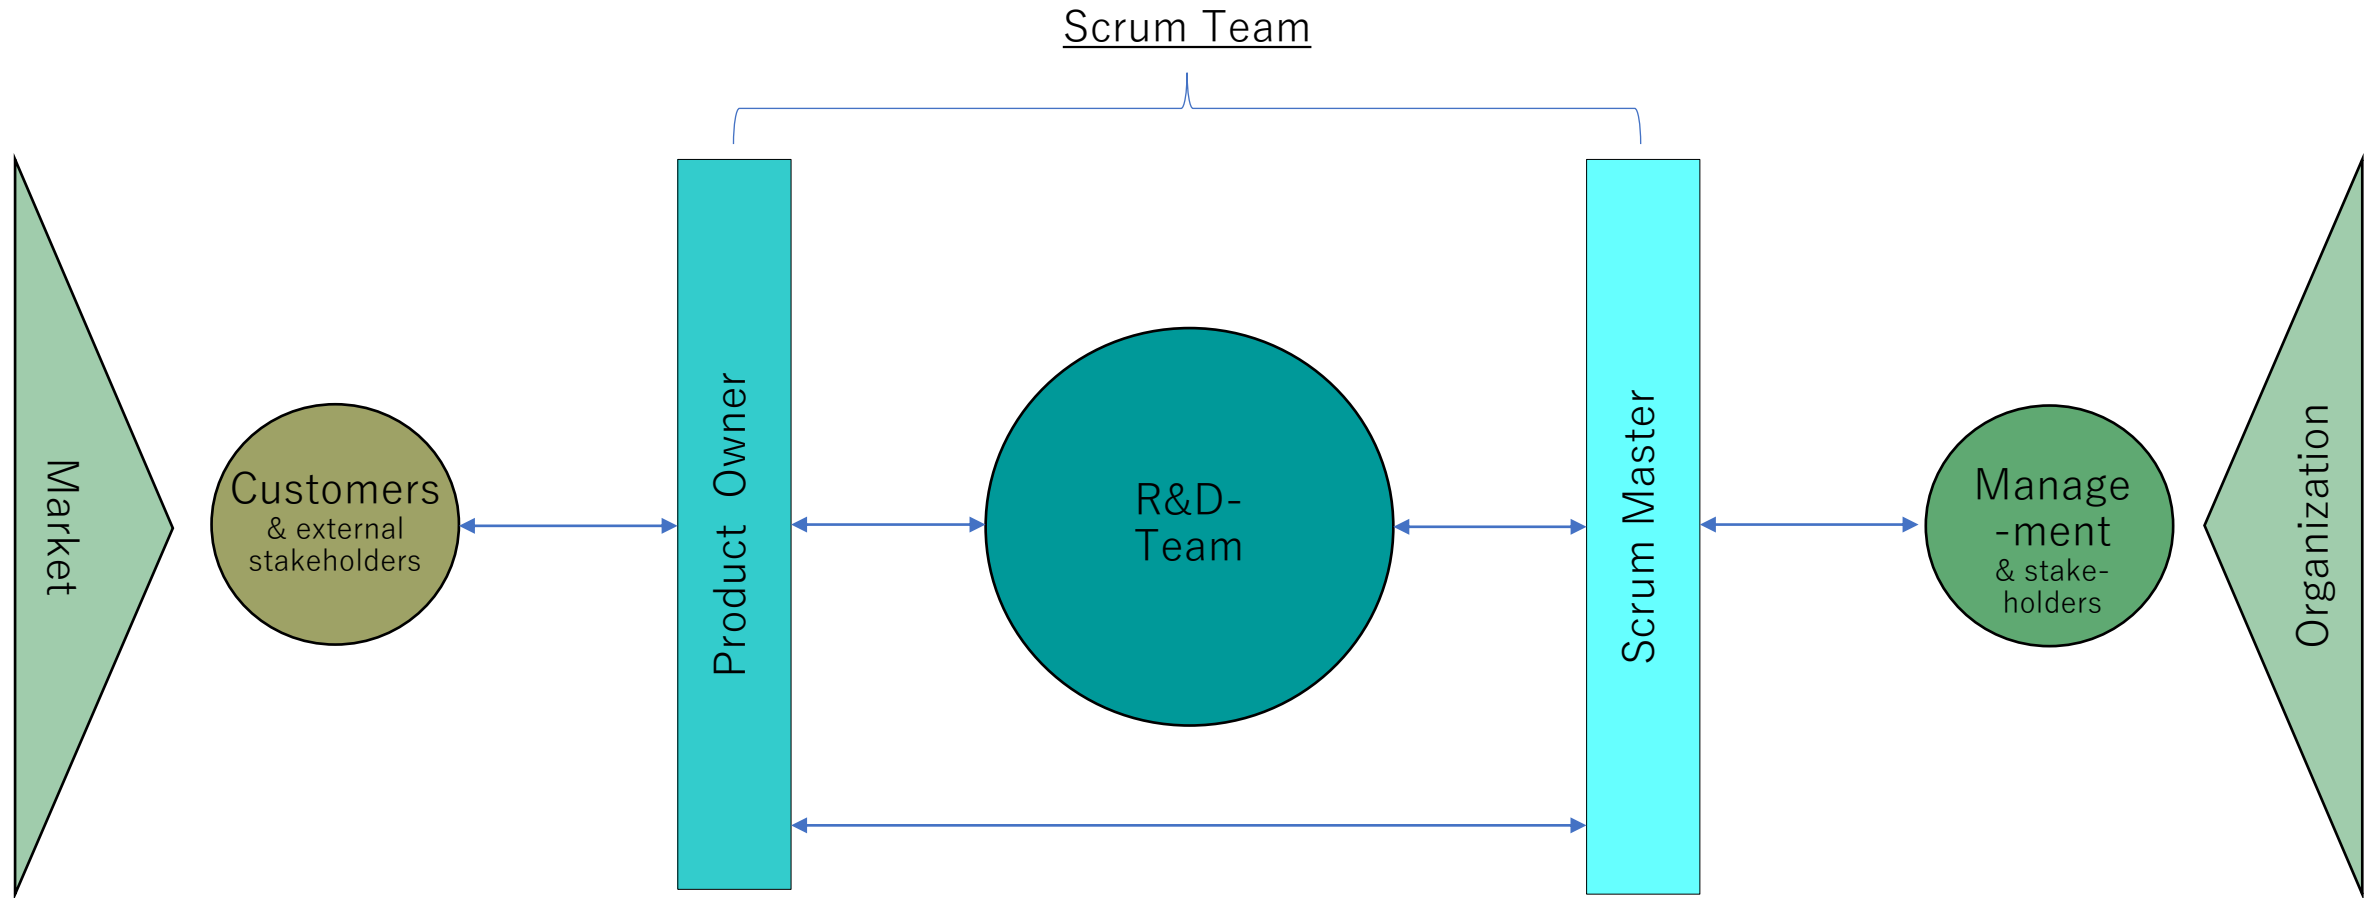 Scrum Team
Market
Customers
& external
stakeholders
Product Owner
R&D-
Team
Scrum Master
Manage
-ment
& stake-
holders
Organization